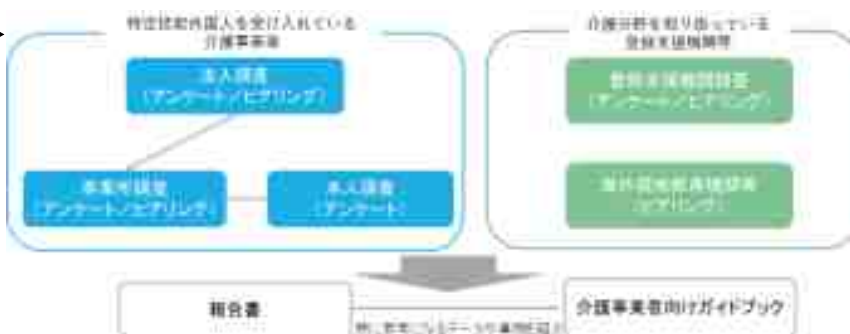 特定技能外国人を受け入れている
介護事業者
介護分野を取り扱っている
登録支援機関等
法人調査
（アンケート／ヒアリング）
登録支援機関調査
（アンケート／ヒアリング）
事業所調査
（アンケート／ヒアリング）
本人調査
（アンケート）
海外現地教育機関等
ヒアリング）
報合書
介護事業者向けガイドブック